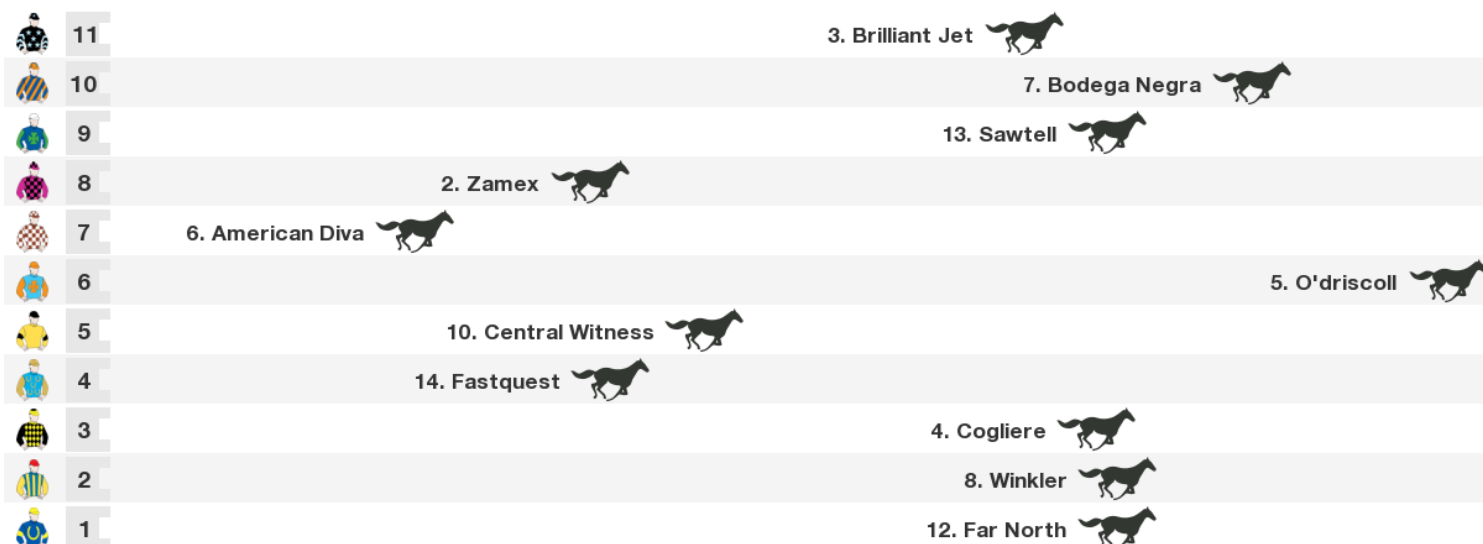 11 3. Brilliant Jet
10 7. Bodega Negra
9 13. Sawtell
8 2. Zamex
7 6. American Diva
6 5. O'driscoll
5 10. Central Witness
4 14. Fastquest
3 4. Cogliere
2 8. Winkler
1 12. Far North